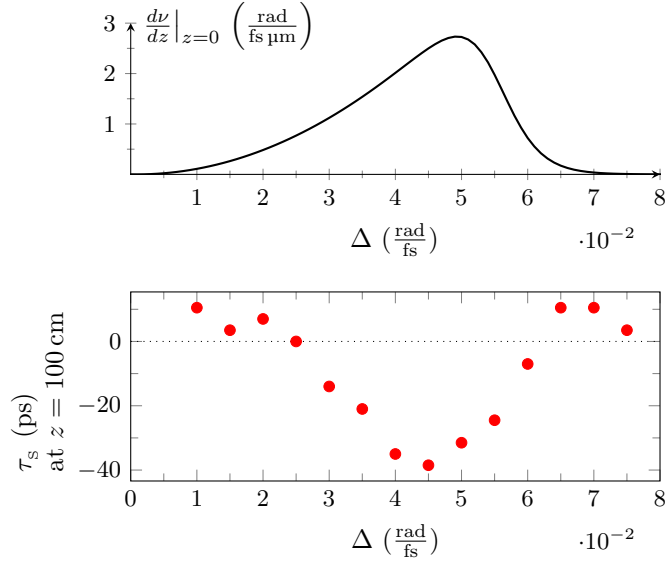 dν/dz|z=0 (rad/fs µm)
3
2
1
1 2 3 4 5 6 7 8
Δ (rad/fs) ·10−2
0
−20
−40
τs (ps)
at z = 100 cm
0 1 2 3 4 5 6 7 8
Δ (rad/fs) ·10−2